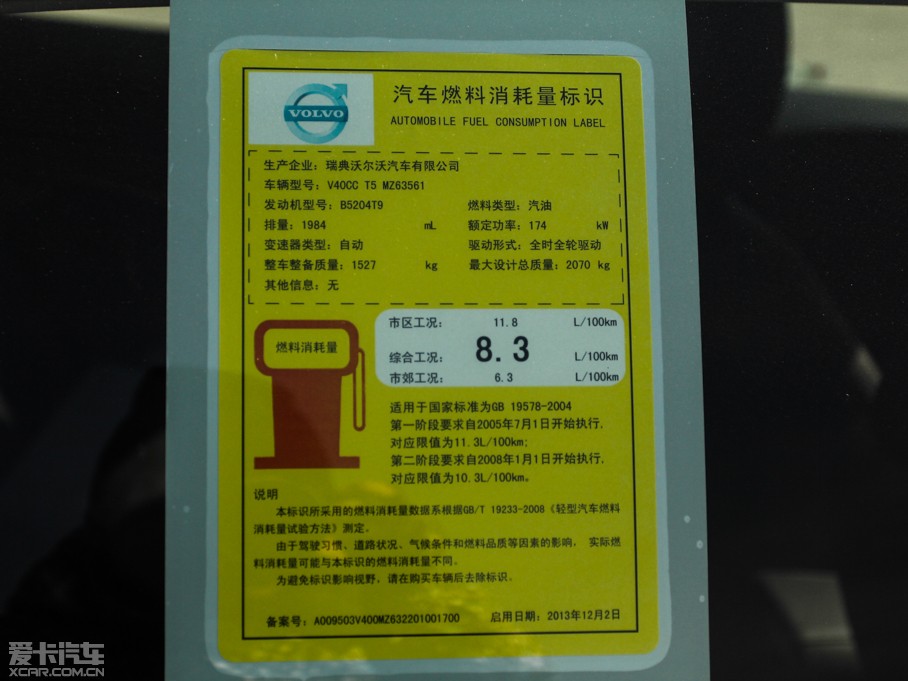 VOLVO
汽车燃料消耗量标识
AUTOMOBILE FUEL CONSUMPTION LABEL
生产企业：瑞典沃尔沃汽车有限公司
车辆型号：V40CC T5 MZ63561
发动机型号：B5204T9 燃料类型：汽油
排量：1984 mL 额定功率：174 kW
变速器类型：自动 驱动形式：全时全轮驱动
整车整备质量：1527 kg 最大设计总质量：2070 kg
其他信息：无
燃料消耗量
市区工况： 11.8 L/100km
综合工况： 8.3 L/100km
市郊工况： 6.3 L/100km
适用于国家标准为GB 19578-2004
第一阶段要求自2005年7月1日开始执行,
对应限值为11.3L/100km;
第二阶段要求自2008年1月1日开始执行,
对应限值为10.3L/100km。
说明
本标识所采用的燃料消耗量数据系根据GB/T 19233-2008《轻型汽车燃料
消耗量试验方法》测定。
由于驾驶习惯、道路状况、气候条件和燃料品质等因素的影响， 实际燃
料消耗量可能与本标识的燃料消耗量不同。
为避免标识影响视野，请在购买车辆后去除标识。
备案号：A009503V400MZ632201001700 启用日期：2013年12月2日
爱卡汽车
XCAR.COM.CN